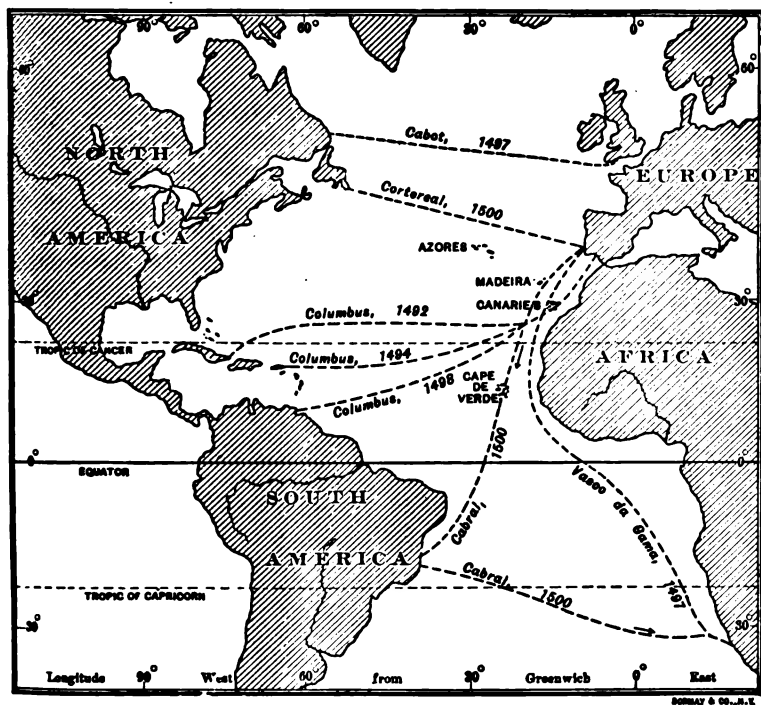 90° 60° 30° 0°
60°
Cabot, 1497
NORTH
EUROPE
Cortereal, 1500
AMERICA
AZORES
MADEIRA
CANARIES
30°
Columbus, 1492
TROPIC OF CANCER
Columbus, 1494
AFRICA
Columbus, 1498
CAPE
DE
VERDE
1500
0° 0°
EQUATOR
Vasco da Gama, 1497
SOUTH
Cabral,
AMERICA
Cabral, 1500
TROPIC OF CAPRICORN
30° 30°
90° 60° 30° 0°
Longitude West from Greenwich East
BORMAY & CO., N.Y.